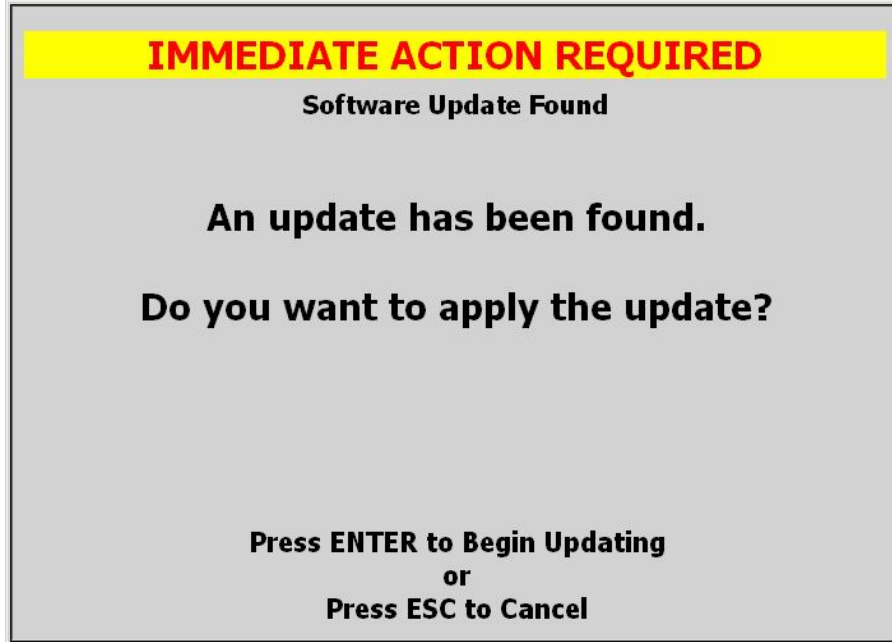 IMMEDIATE ACTION REQUIRED
Software Update Found
An update has been found.
Do you want to apply the update?
Press ENTER to Begin Updating
or
Press ESC to Cancel